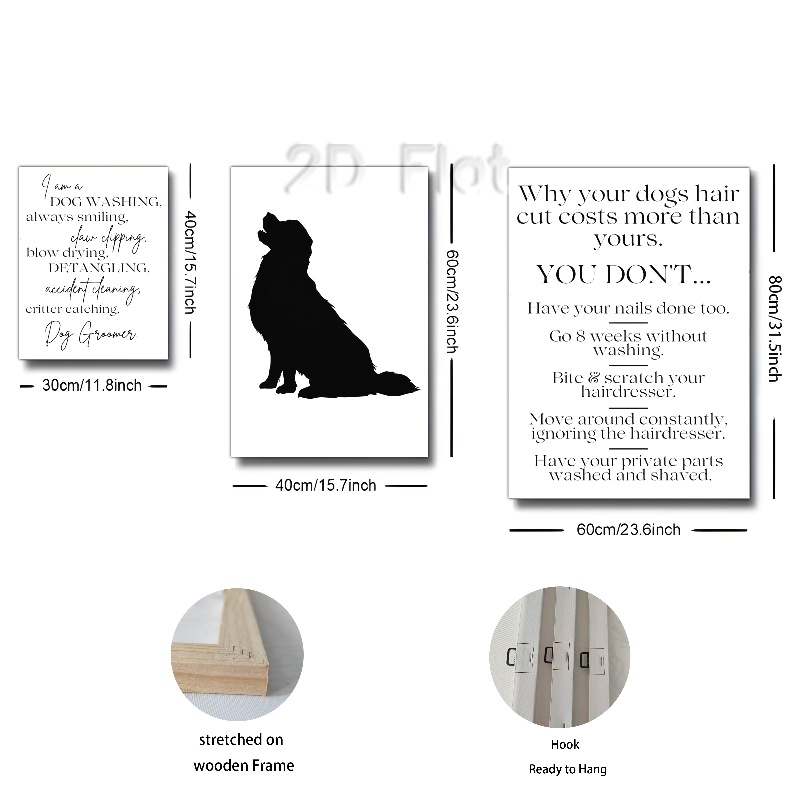 2D Flat
I am a
DOG WASHING,
always smiling,
claw clipping,
blow drying,
DETANGLING,
accident cleaning,
critter catching.
Dog Groomer
40cm/15.7inch
30cm/11.8inch
60cm/23.6inch
40cm/15.7inch
Why your dogs hair
cut costs more than
yours.
YOU DON'T...
Have your nails done too.
Go 8 weeks without
washing.
Bite & scratch your
hairdresser.
Move around constantly,
ignoring the hairdresser.
Have your private parts
washed and shaved.
80cm/31.5inch
60cm/23.6inch
stretched on
wooden Frame
Hook
Ready to Hang